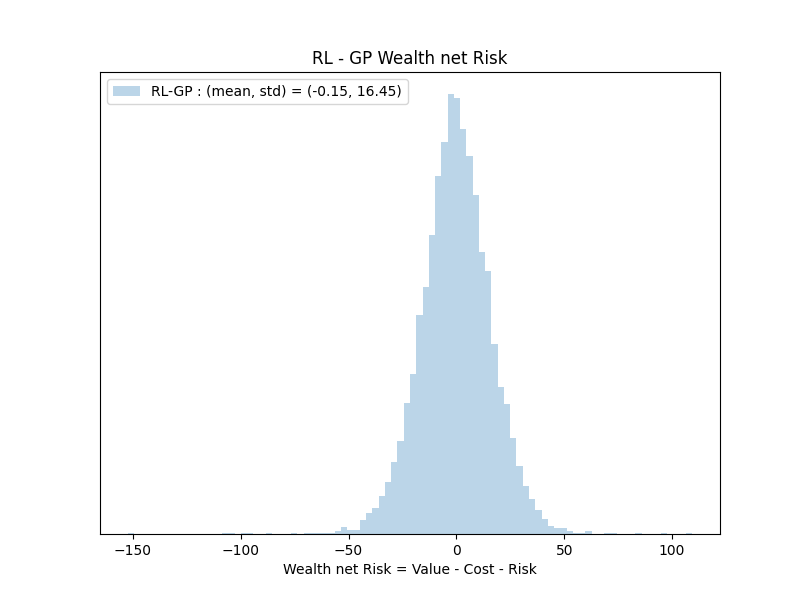 RL - GP Wealth net Risk
RL-GP : (mean, std) = (-0.15, 16.45)
−150 −100 −50 0 50 100
Wealth net Risk = Value - Cost - Risk